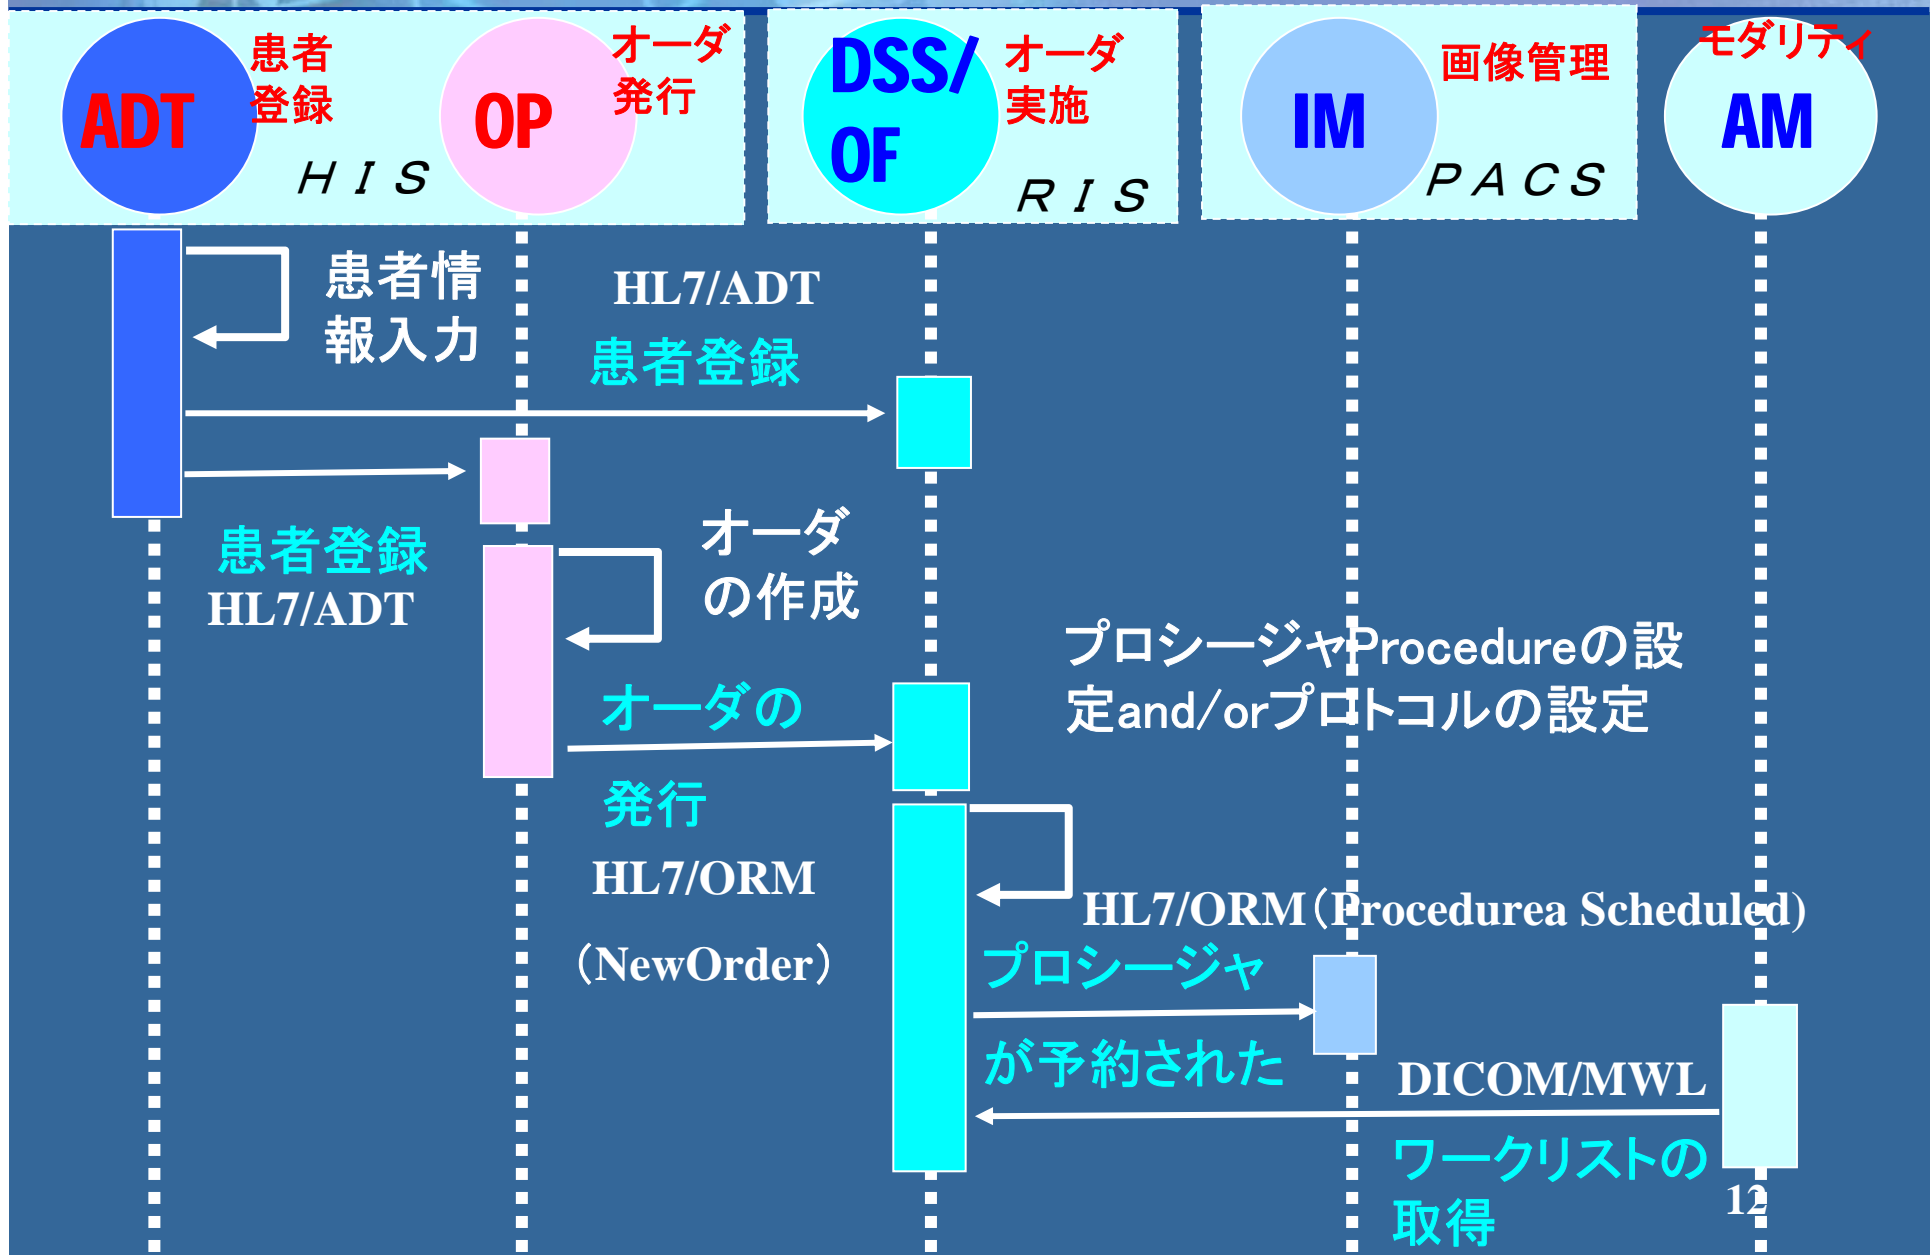 患者
登録
ADT
HIS
オーダ
発行
OP
DSS/
OF
オーダ
実施
RIS
IM
画像管理
PACS
モダリティ
AM
患者情
報入力
HL7/ADT
患者登録
患者登録
HL7/ADT
オーダ
の作成
プロシージャProcedureの設
定and/orプロトコルの設定
オーダの
発行
HL7/ORM
（NewOrder）
HL7/ORM（Procedurea Scheduled)
プロシージャ
が予約された
DICOM/MWL
ワークリストの
取得
12